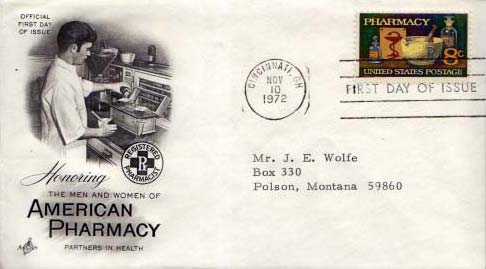 OFFICIAL
FIRST DAY
OF ISSUE
PHARMACY
8c
UNITED STATES POSTAGE
CINCINNATI, OH
NOV
10
1972
FIRST DAY OF ISSUE
REGISTERED
PHARMACIST
Honoring
THE MEN AND WOMEN OF
AMERICAN
PHARMACY
PARTNERS IN HEALTH
Mr. J. E. Wolfe
Box 330
Polson, Montana 59860